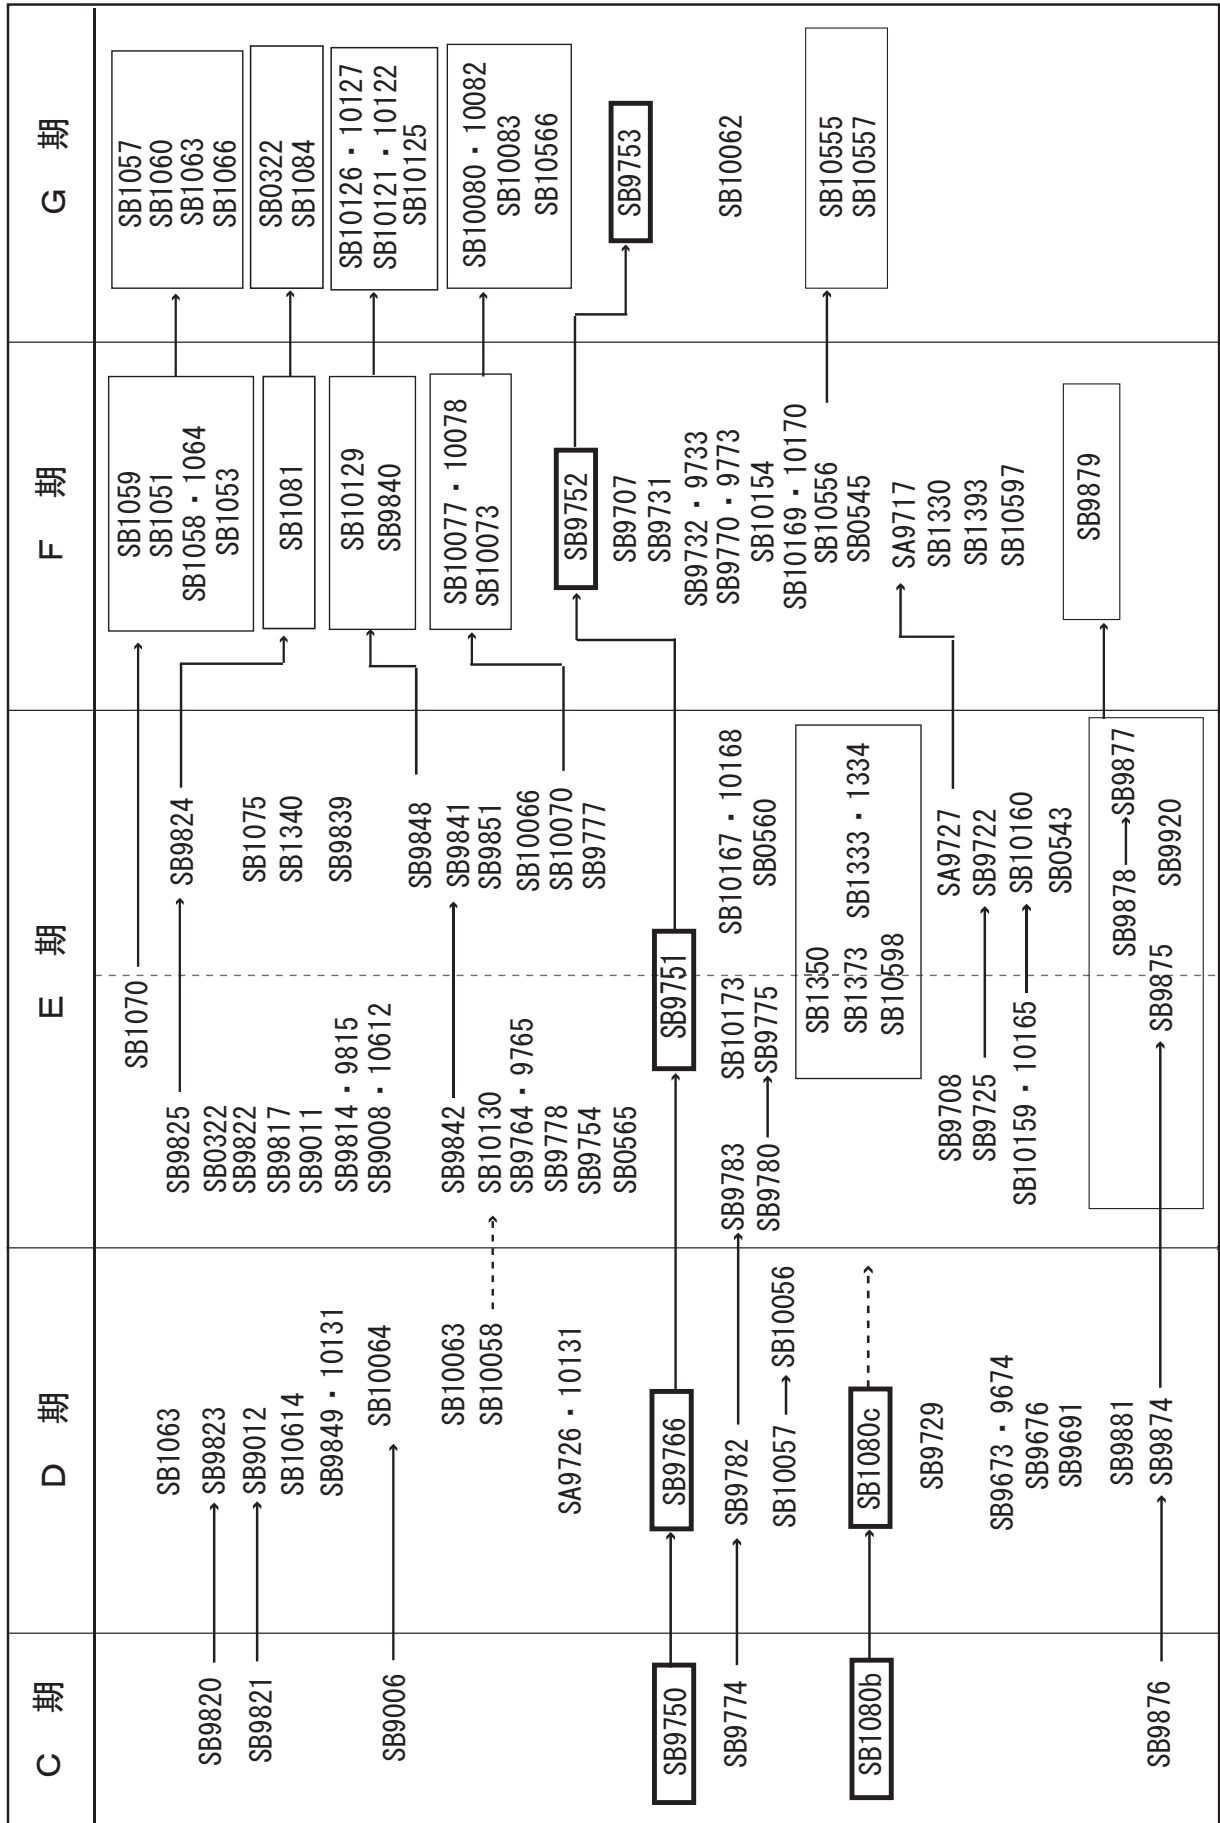 C 期
SB9820
SB9821
SB9006
SB9750
SB9774
SB1080b
SB9876
D 期
SB1063
SB9823
SB9012
SB10614
SB9849・10131
SB10064
SB10063
SB10058
SA9726・10131
SB9766
SB9782
SB10057
SB10056
SB1080c
SB9729
SB9673・9674
SB9676
SB9691
SB9881
SB9874
E 期
SB1070
SB9825
SB0322
SB9822
SB9817
SB9011
SB9814・9815
SB9008・10612
SB9842
SB10130
SB9764・9765
SB9778
SB9754
SB0565
SB9751
SB9783
SB10173
SB9780
SB9775
SB9708
SB9725
SB10159・10165
SB9875
SB9824
SB1075
SB1340
SB9839
SB9848
SB9841
SB9851
SB10066
SB10070
SB9777
SB10167・10168
SB0560
SB1350
SB1373
SB1333・1334
SB10598
SA9727
SB9722
SB10160
SB0543
SB9878
SB9877
SB9920
F 期
SB1059
SB1051
SB1058・1064
SB1053
SB1081
SB10129
SB9840
SB10077・10078
SB10073
SB9752
SB9707
SB9731
SB9732・9733
SB9770・9773
SB10154
SB10169・10170
SB10556
SB0545
SA9717
SB1330
SB1393
SB10597
SB9879
G 期
SB1057
SB1060
SB1063
SB1066
SB0322
SB1084
SB10126・10127
SB10121・10122
SB10125
SB10080・10082
SB10083
SB10566
SB9753
SB10062
SB10555
SB10557